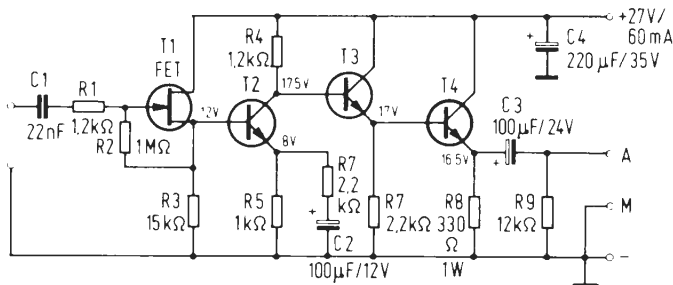 +27V/
60mA
R4
1,2kΩ
C4
220µF/35V
T1
FET
T3
C1
R1
T2
17.5V
T4
12V
17V
C3
100µF/24V
22nF
1,2kΩ
R2
1MΩ
8V
16.5V
A
R7
2,2
kΩ
R3
15kΩ
R5
1kΩ
R7
2,2kΩ
R8
330
Ω
1W
R9
12kΩ
M
C2
100µF/12V
-